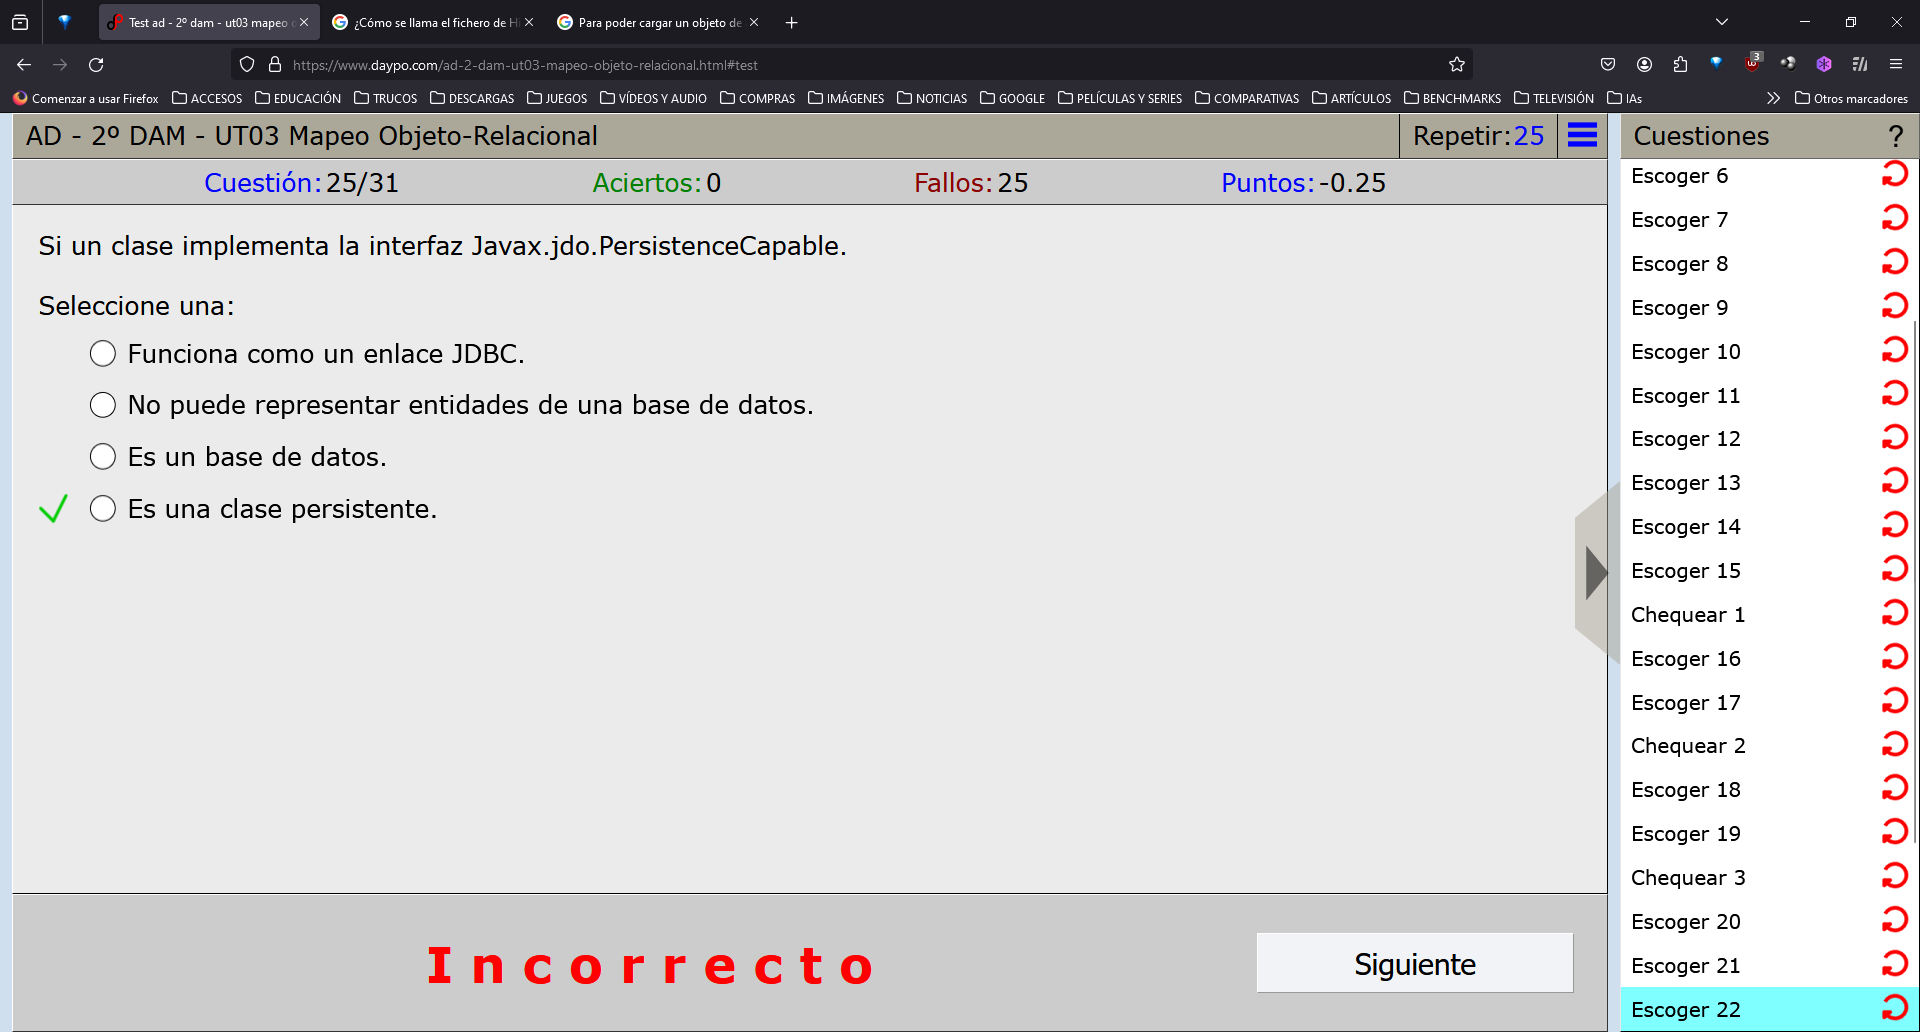 Test ad - 2º dam - ut03 mapeo
¿Cómo se llama el fichero de Hi
Para poder cargar un objeto de
https://www.daypo.com/ad-2-dam-ut03-mapeo-objeto-relacional.html#test
3
Comenzar a usar Firefox
ACCESOS
EDUCACIÓN
TRUCOS
DESCARGAS
JUEGOS
VÍDEOS Y AUDIO
COMPRAS
IMÁGENES
NOTICIAS
GOOGLE
PELÍCULAS Y SERIES
COMPARATIVAS
ARTÍCULOS
BENCHMARKS
TELEVISIÓN
IAs
Otros marcadores
AD - 2º DAM - UT03 Mapeo Objeto-Relacional
Repetir:25
Cuestión:25/31
Aciertos:0
Fallos:25
Puntos:-0.25
Si un clase implementa la interfaz Javax.jdo.PersistenceCapable.
Seleccione una:
Funciona como un enlace JDBC.
No puede representar entidades de una base de datos.
Es un base de datos.
Es una clase persistente.
Incorrecto
Siguiente
Cuestiones
?
Escoger 6
Escoger 7
Escoger 8
Escoger 9
Escoger 10
Escoger 11
Escoger 12
Escoger 13
Escoger 14
Escoger 15
Chequear 1
Escoger 16
Escoger 17
Chequear 2
Escoger 18
Escoger 19
Chequear 3
Escoger 20
Escoger 21
Escoger 22